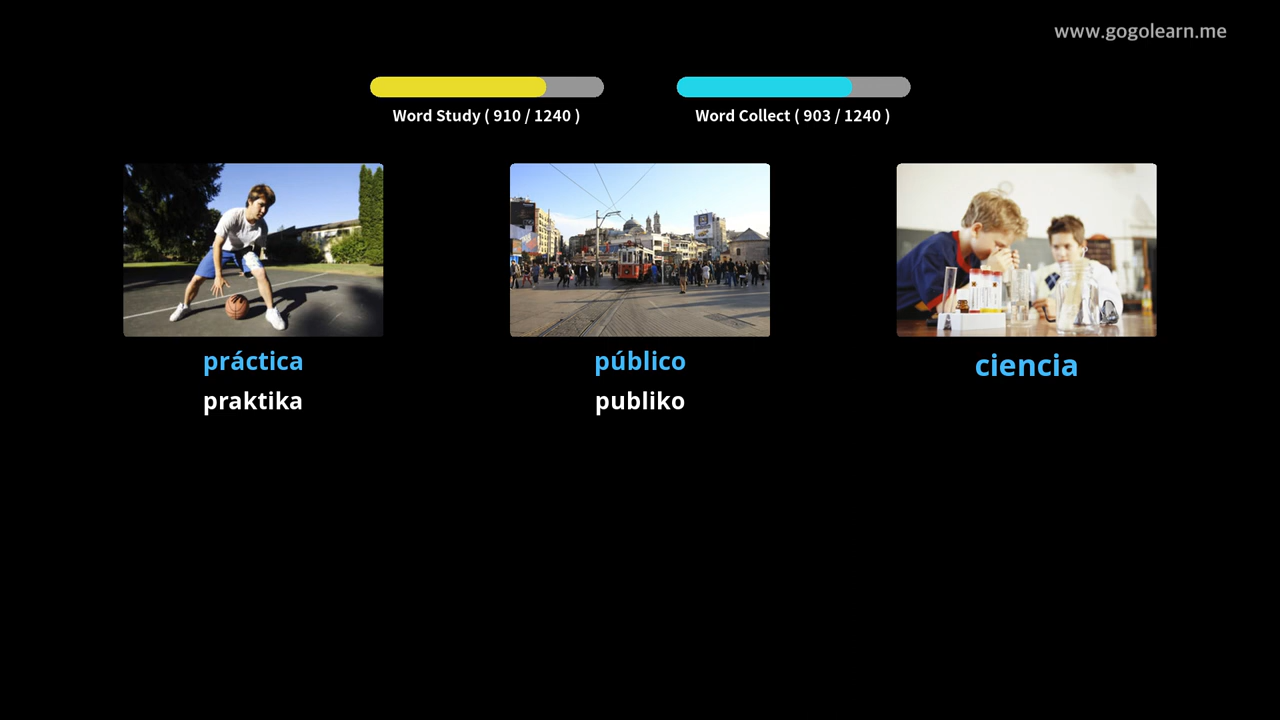 www.gogolearn.me
Word Study ( 910 / 1240 )
Word Collect ( 903 / 1240 )
práctica
praktika
público
publiko
ciencia